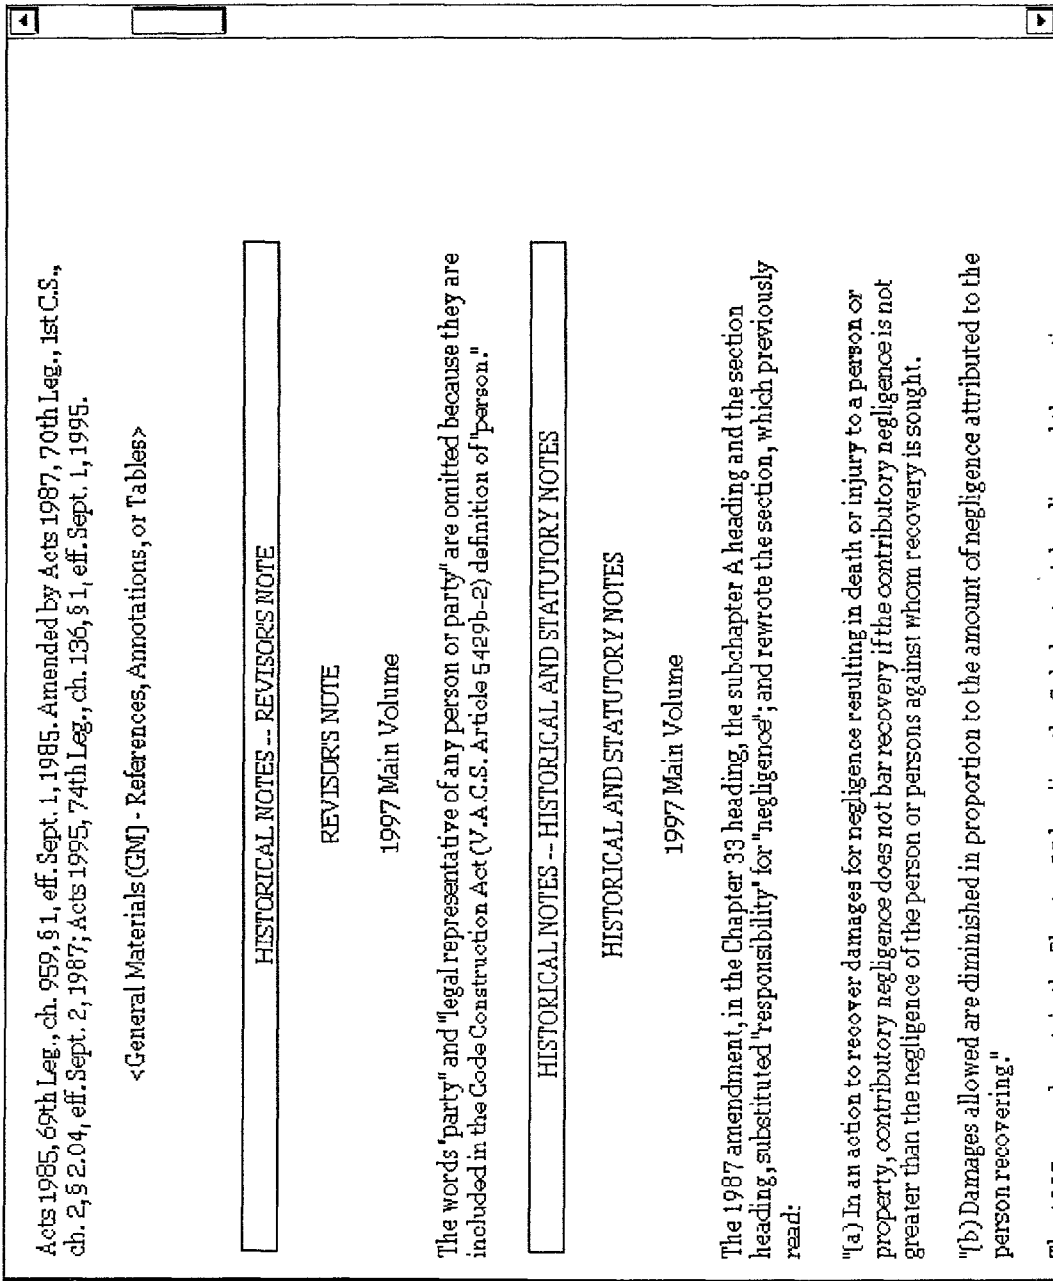 Acts 1985, 69th Leg., ch. 959, § 1, eff. Sept. 1, 1985. Amended by Acts 1987, 70th Leg., 1st C.S.,
ch. 2, § 2.04, eff. Sept. 2, 1987; Acts 1995, 74th Leg., ch. 136, § 1, eff. Sept. 1, 1995.
<General Materials (GM) - References, Annotations, or Tables>
HISTORICAL NOTES -- REVISOR'S NOTE
REVISOR'S NOTE
1997 Main Volume
The words "party" and "legal representative of any person or party" are omitted because they are
included in the Code Construction Act (V.A.C.S. Article 5429b-2) definition of "person."
HISTORICAL NOTES -- HISTORICAL AND STATUTORY NOTES
HISTORICAL AND STATUTORY NOTES
1997 Main Volume
The 1987 amendment, in the Chapter 33 heading, the subchapter A heading and the section
heading, substituted "responsibility" for "negligence"; and rewrote the section, which previously
read:
"(a) In an action to recover damages for negligence resulting in death or injury to a person or
property, contributory negligence does not bar recovery if the contributory negligence is not
greater than the negligence of the person or persons against whom recovery is sought.
"(b) Damages allowed are diminished in proportion to the amount of negligence attributed to the
person recovering."